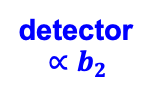 detector
∝ b₂